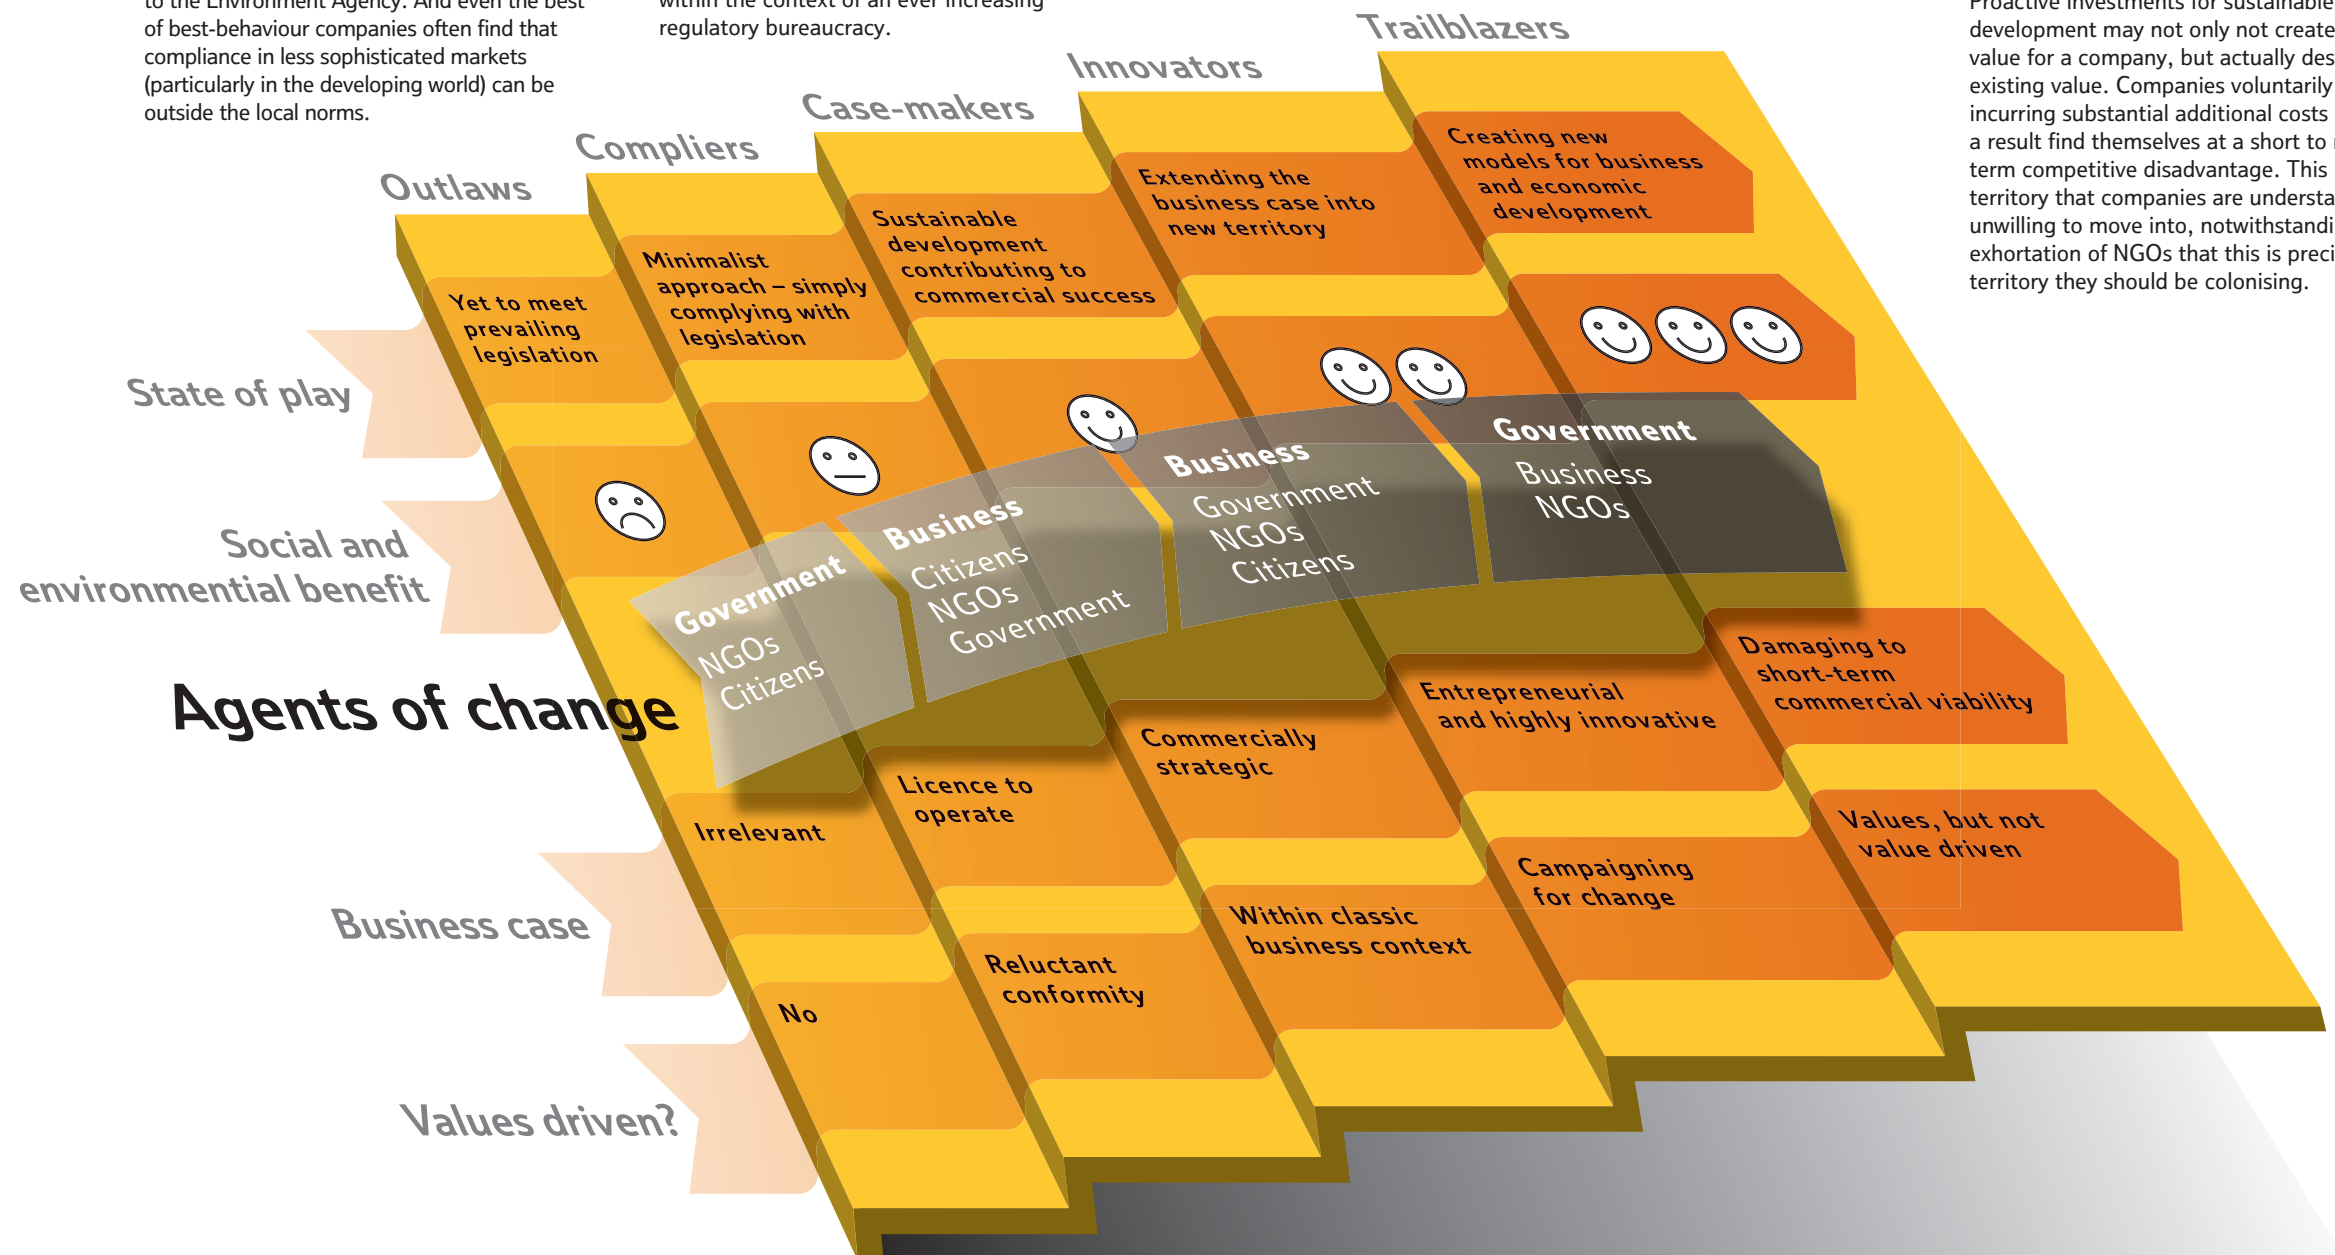 to the Environment Agency. And even the best
of best-behaviour companies often find that
compliance in less sophisticated markets
(particularly in the developing world) can be
outside the local norms.
within the context of an ever increasing
regulatory bureaucracy.
Proactive investments for sustainable
development may not only not create
value for a company, but actually des
existing value. Companies voluntarily
incurring substantial additional costs
a result find themselves at a short to
term competitive disadvantage. This
territory that companies are understa
unwilling to move into, notwithstandi
exhortation of NGOs that this is preci
territory they should be colonising.
Outlaws
Compliers
Case-makers
Innovators
Trailblazers
State of play
Yet to meet
prevailing
legislation
Minimalist
approach – simply
complying with
legislation
Sustainable
development
contributing to
commercial success
Extending the
business case into
new territory
Creating new
models for business
and economic
development
Social and
environmential benefit
Agents of change
Government
NGOs
Citizens
Business
Citizens
NGOs
Government
Business
Government
NGOs
Citizens
Government
Business
NGOs
Business case
Irrelevant
Licence to
operate
Commercially
strategic
Entrepreneurial
and highly innovative
Damaging to
short-term
commercial viability
Values driven?
No
Reluctant
conformity
Within classic
business context
Campaigning
for change
Values, but not
value driven